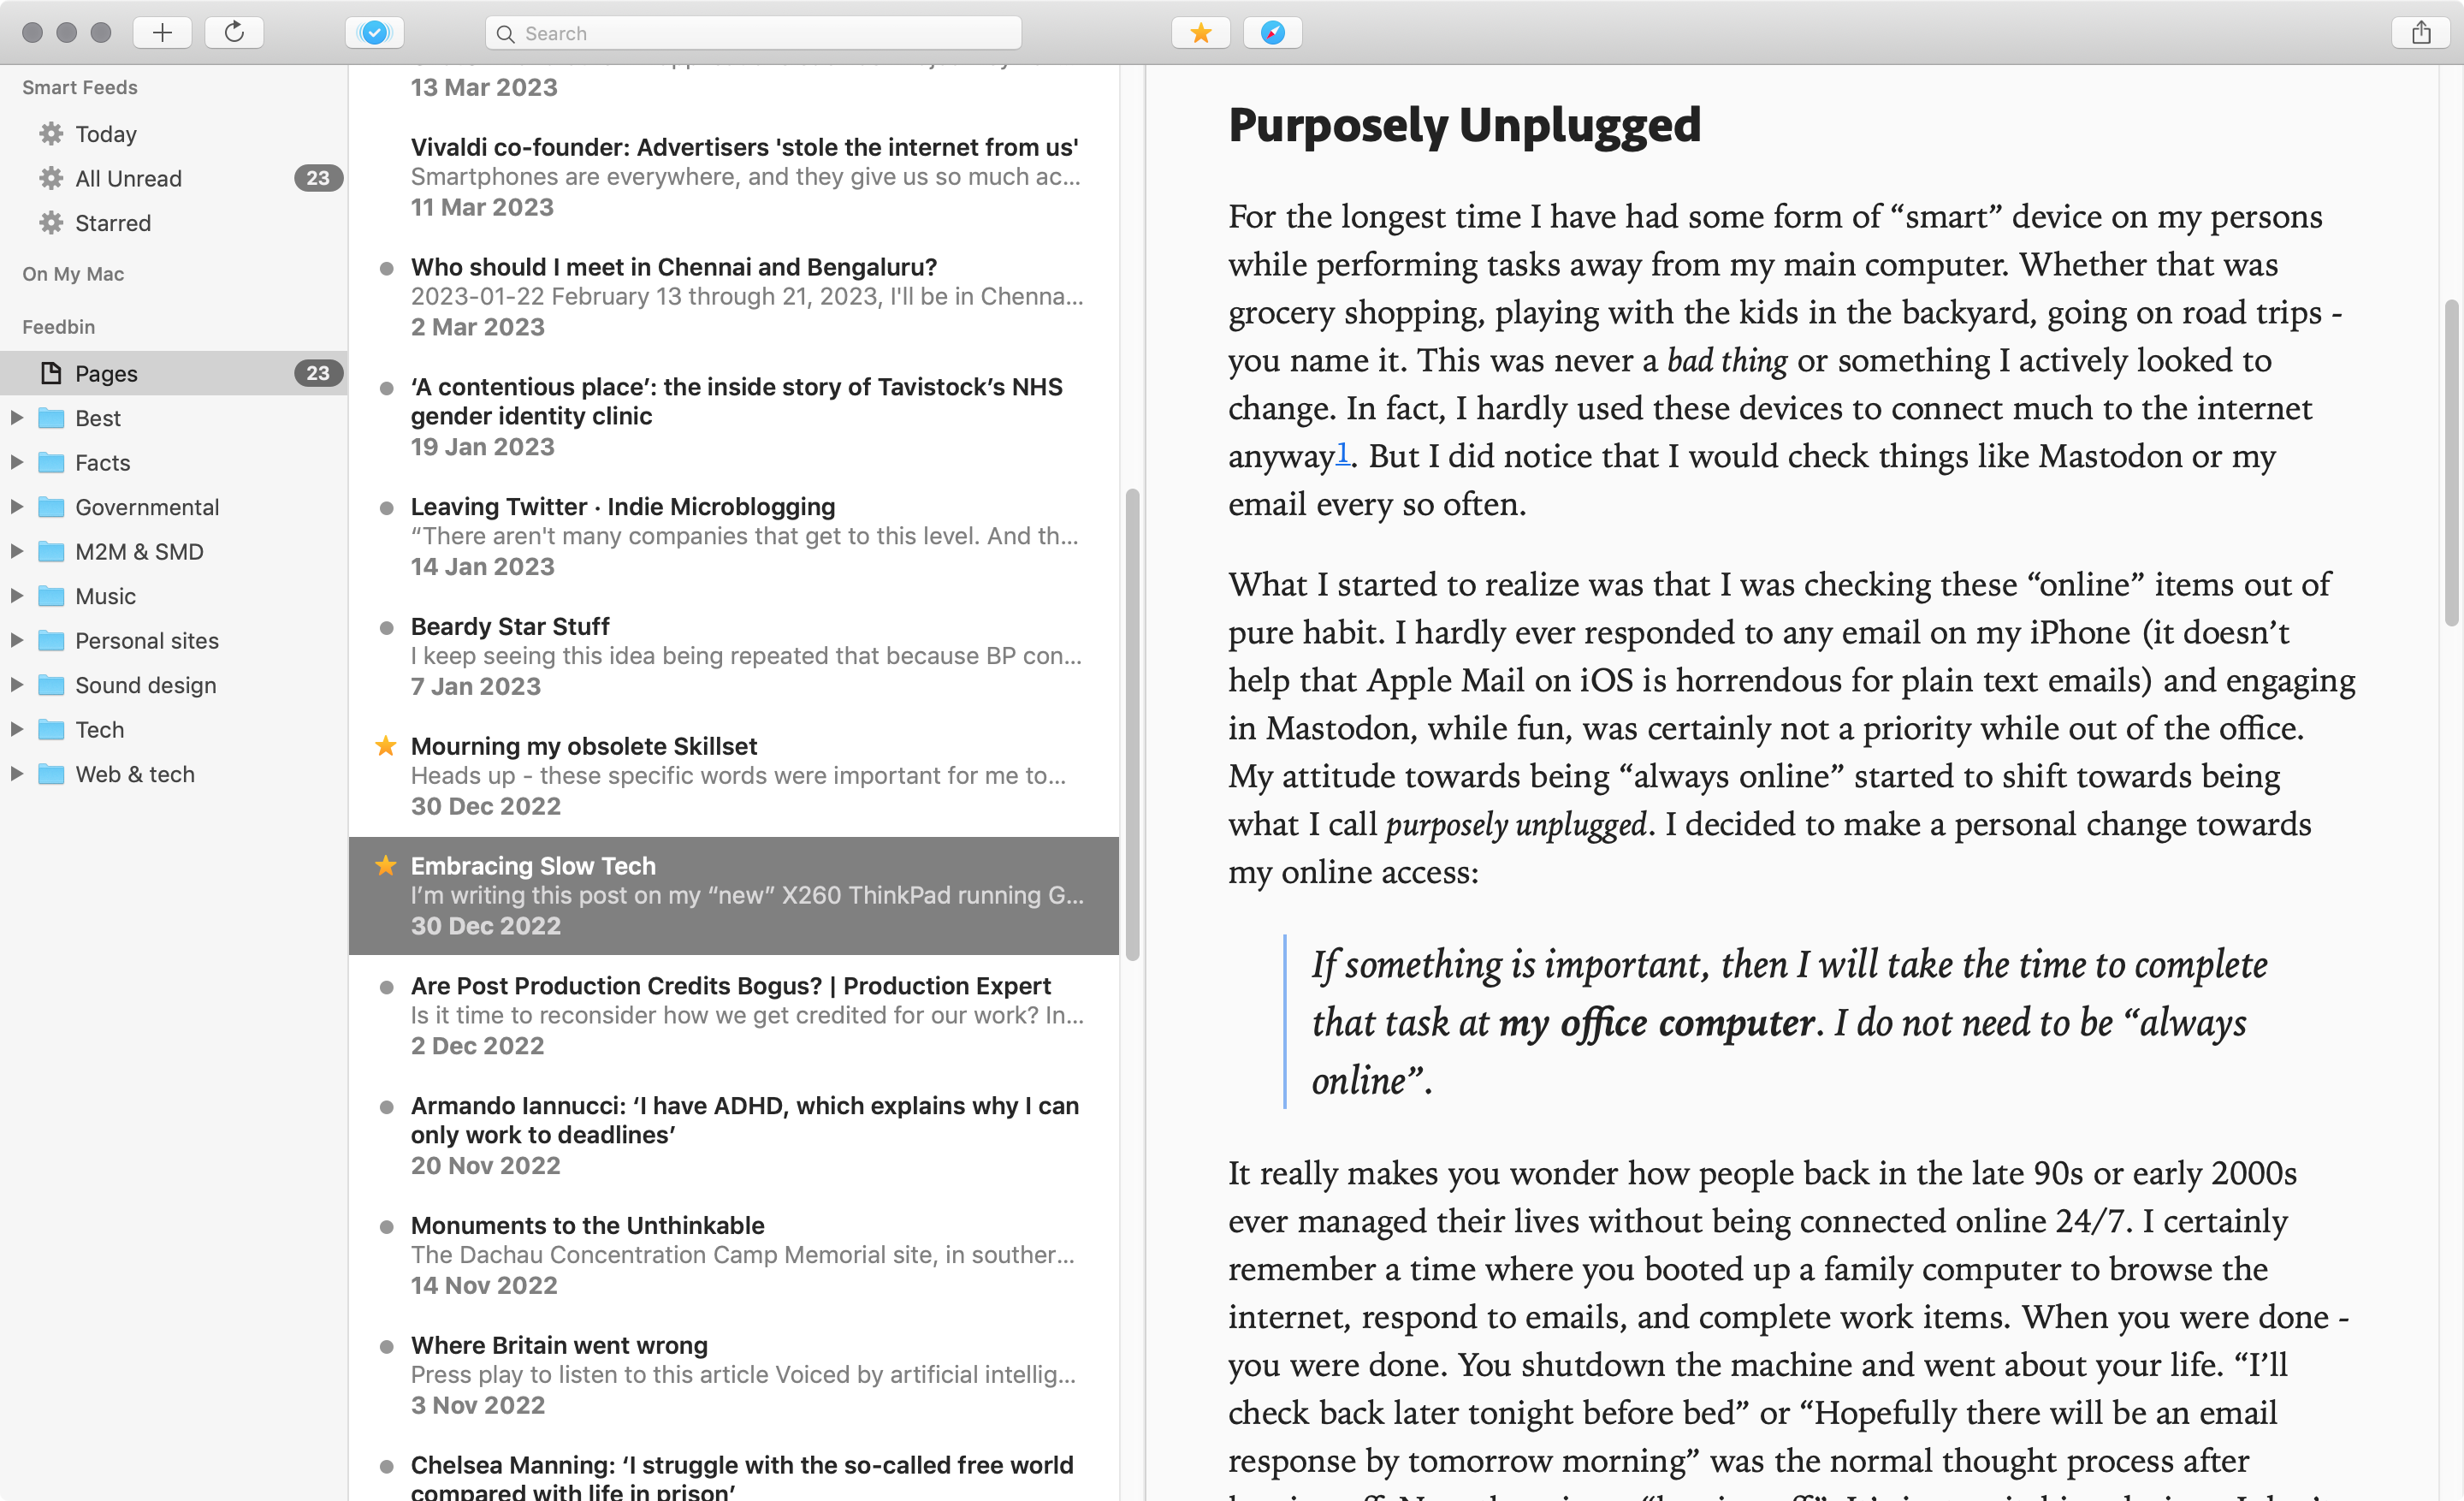 Search
Smart Feeds
Today
All Unread 23
Starred
On My Mac
Feedbin
Pages 23
Best
Facts
Governmental
M2M & SMD
Music
Personal sites
Sound design
Tech
Web & tech
13 Mar 2023
Vivaldi co-founder: Advertisers 'stole the internet from us'
Smartphones are everywhere, and they give us so much ac...
11 Mar 2023
Who should I meet in Chennai and Bengaluru?
2023-01-22 February 13 through 21, 2023, I'll be in Chenna...
2 Mar 2023
‘A contentious place’: the inside story of Tavistock’s NHS
gender identity clinic
19 Jan 2023
Leaving Twitter · Indie Microblogging
“There aren't many companies that get to this level. And th...
14 Jan 2023
Beardy Star Stuff
I keep seeing this idea being repeated that because BP con...
7 Jan 2023
Mourning my obsolete Skillset
Heads up - these specific words were important for me to...
30 Dec 2022
Embracing Slow Tech
I’m writing this post on my “new” X260 ThinkPad running G...
30 Dec 2022
Are Post Production Credits Bogus? | Production Expert
Is it time to reconsider how we get credited for our work? In...
2 Dec 2022
Armando Iannucci: ‘I have ADHD, which explains why I can
only work to deadlines’
20 Nov 2022
Monuments to the Unthinkable
The Dachau Concentration Camp Memorial site, in souther...
14 Nov 2022
Where Britain went wrong
Press play to listen to this article Voiced by artificial intellig...
3 Nov 2022
Chelsea Manning: ‘I struggle with the so-called free world
compared with life in prison’
Purposely Unplugged
For the longest time I have had some form of “smart” device on my persons
while performing tasks away from my main computer. Whether that was
grocery shopping, playing with the kids in the backyard, going on road trips -
you name it. This was never a bad thing or something I actively looked to
change. In fact, I hardly used these devices to connect much to the internet
anyway1. But I did notice that I would check things like Mastodon or my
email every so often.
What I started to realize was that I was checking these “online” items out of
pure habit. I hardly ever responded to any email on my iPhone (it doesn’t
help that Apple Mail on iOS is horrendous for plain text emails) and engaging
in Mastodon, while fun, was certainly not a priority while out of the office.
My attitude towards being “always online” started to shift towards being
what I call purposely unplugged. I decided to make a personal change towards
my online access:
If something is important, then I will take the time to complete
that task at my office computer. I do not need to be “always
online”.
It really makes you wonder how people back in the late 90s or early 2000s
ever managed their lives without being connected online 24/7. I certainly
remember a time where you booted up a family computer to browse the
internet, respond to emails, and complete work items. When you were done -
you were done. You shutdown the machine and went about your life. “I’ll
check back later tonight before bed” or “Hopefully there will be an email
response by tomorrow morning” was the normal thought process after